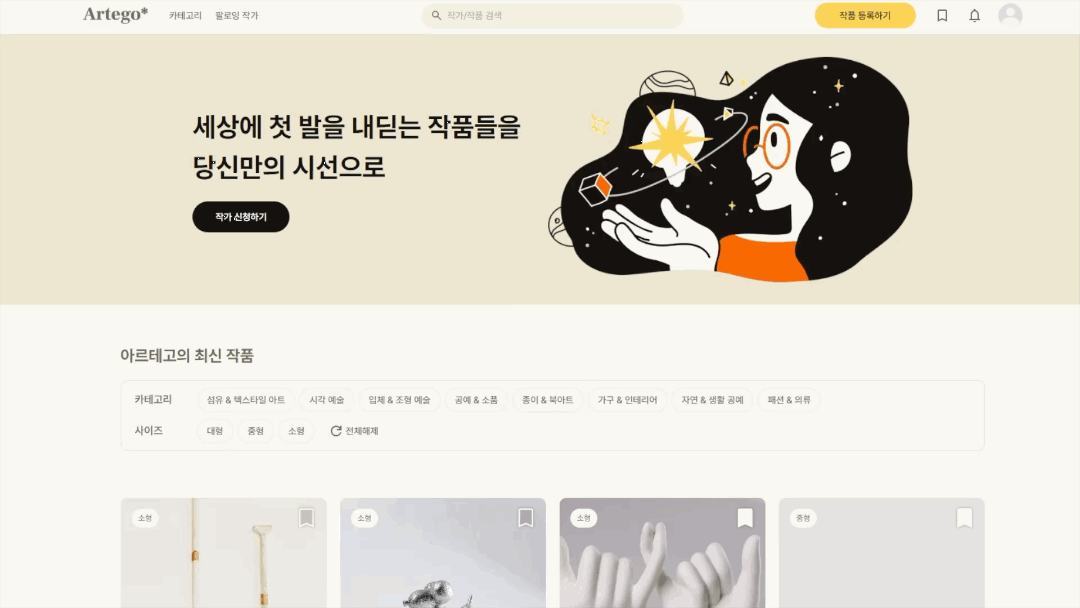 Artego*
카테고리 팔로잉 작가
작가/작품 검색
작품 등록하기
세상에 첫 발을 내딛는 작품들을
당신만의 시선으로
작가 신청하기
아르테고의 최신 작품
카테고리 섬유 & 텍스타일 아트 시각 예술 입체 & 조형 예술 공예 & 소품 종이 & 북아트 가구 & 인테리어 자연 & 생활 공예 패션 & 의류
사이즈 대형 중형 소형 전체해제
소형 소형 소형 중형